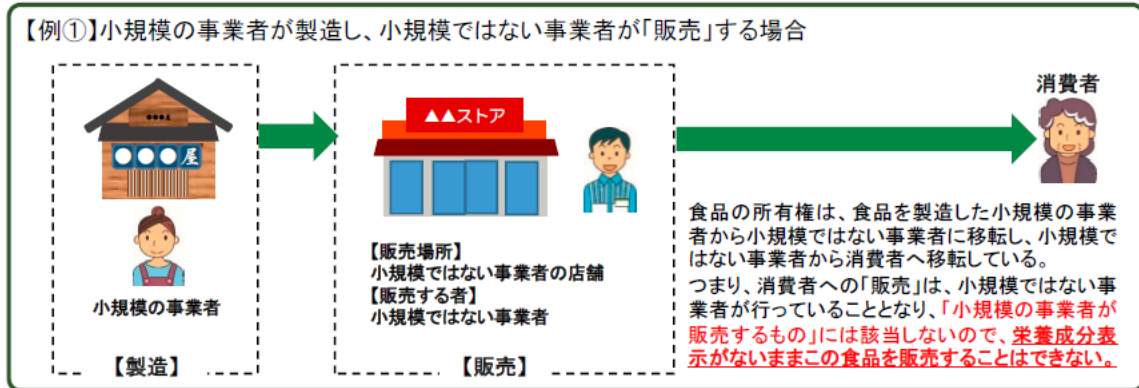 【例①】小規模の事業者が製造し、小規模ではない事業者が「販売」する場合
●●●屋
小規模の事業者
【製造】
▲▲ストア
【販売場所】
小規模ではない事業者の店舗
【販売する者】
小規模ではない事業者
【販売】
消費者
食品の所有権は、食品を製造した小規模の事業
者から小規模ではない事業者に移転し、小規模で
はない事業者から消費者へ移転している。
つまり、消費者への「販売」は、小規模ではない事
業者が行っていることとなり、「小規模の事業者が
販売するもの」には該当しないので、栄養成分表
示がないままこの食品を販売することはできない。